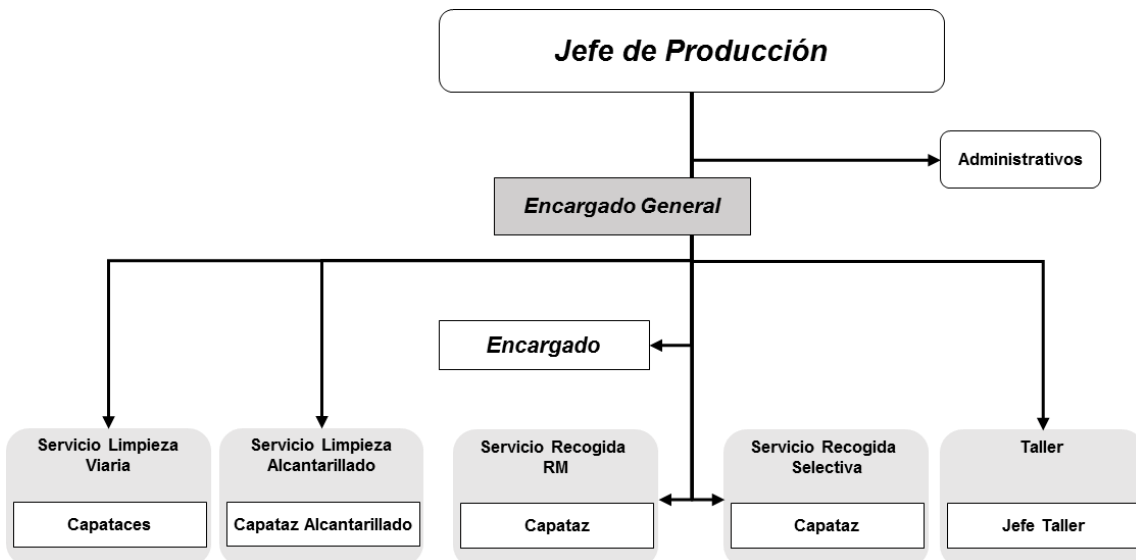 Jefe de Producción
Administrativos
Encargado General
Encargado
Servicio Limpieza
Viaria
Capataces
Servicio Limpieza
Alcantarillado
Capataz Alcantarillado
Servicio Recogida
RM
Capataz
Servicio Recogida
Selectiva
Capataz
Taller
Jefe Taller